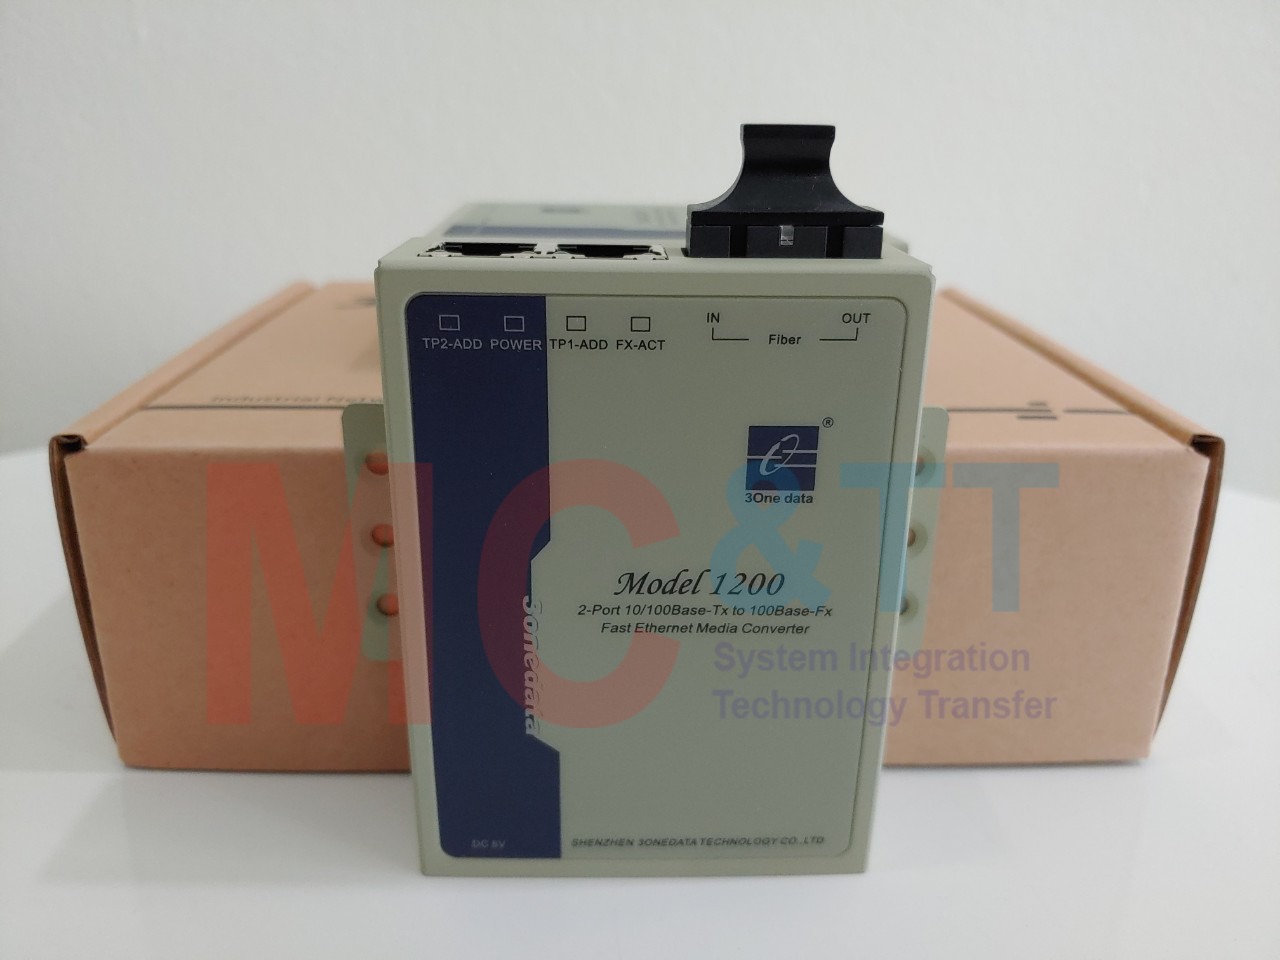 TP2-ADD POWER TP1-ADD FX-ACT
IN OUT
Fiber
Industrial
®
3One data
MC&TT
Model 1200
2-Port 10/100Base-Tx to 100Base-Fx
Fast Ethernet Media Converter
3onedata
System Integration
Technology Transfer
DC 5V
SHENZHEN 3ONEDATA TECHNOLOGY CO.,LTD